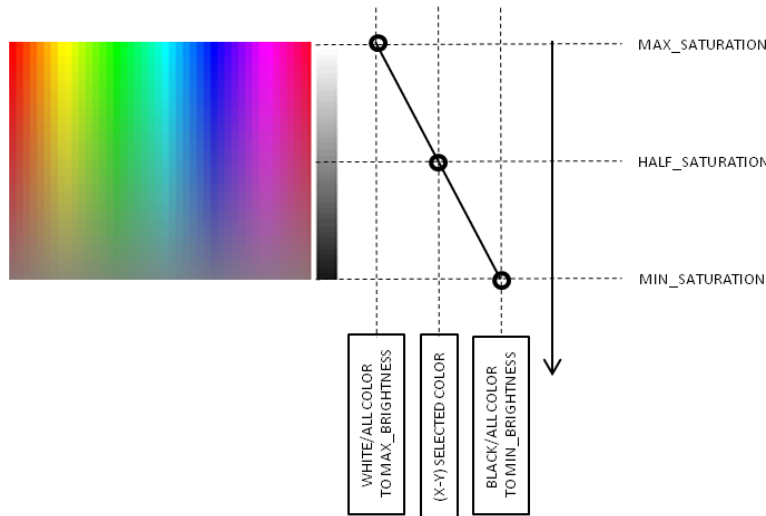 MAX_SATURATION
HALF_SATURATION
MIN_SATURATION
WHITE/ALL COLOR
TO MAX_BRIGHTNESS
(X-Y) SELECTED COLOR
BLACK/ALL COLOR
TO MIN_BRIGHTNESS